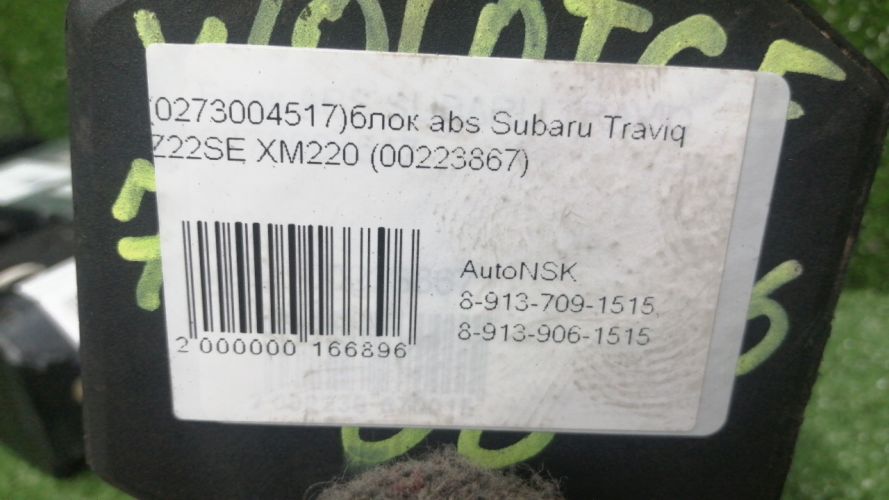 (0273004517)блок abs Subaru Traviq
Z22SE XM220 (00223867)
AutoNSK
8-913-709-1515,
8-913-906-1515
2 000000 166896